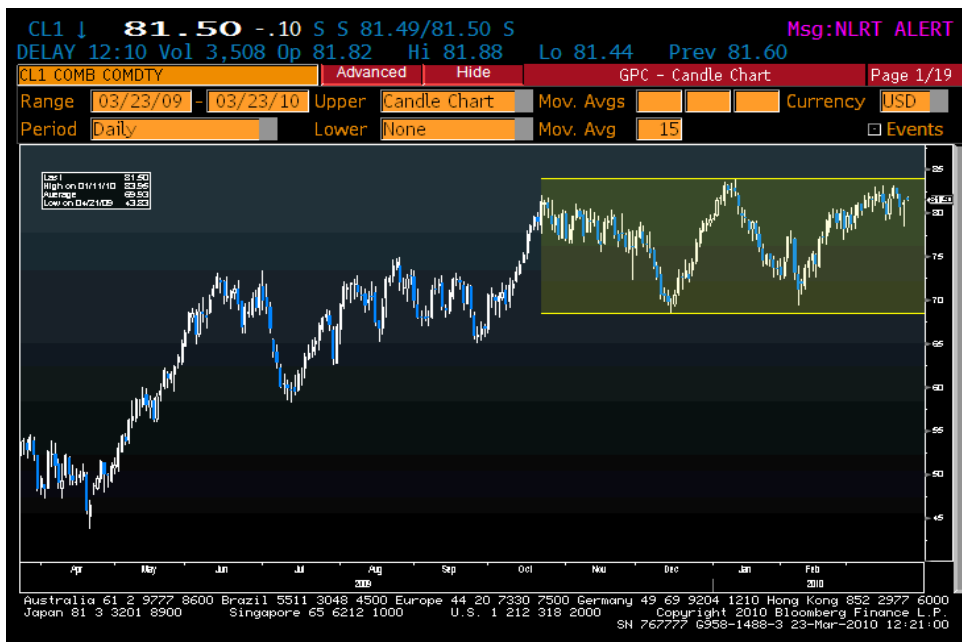 CL1 ↓ 81.50 -.10 S S 81.49/81.50 S Msg:NLRT ALERT
DELAY 12:10 Vol 3,508 Op 81.82 Hi 81.88 Lo 81.44 Prev 81.60
CL1 COMB COMDTY Advanced Hide GPC - Candle Chart Page 1/19
Range 03/23/09 - 03/23/10 Upper Candle Chart Mov. Avgs Currency USD
Period Daily Lower None Mov. Avg 15 Events
Last 81.50
High on 01/11/10 83.95
Average 69.93
Low on 04/21/09 43.83
85
81.50
80
75
70
65
60
55
50
45
Apr May Jun Jul Aug Sep Oct Nov Dec Jan Feb
2009 2010
Australia 61 2 9777 8600 Brazil 5511 3048 4500 Europe 44 20 7330 7500 Germany 49 69 9204 1210 Hong Kong 852 2977 6000
Japan 81 3 3201 8900 Singapore 65 6212 1000 U.S. 1 212 318 2000 Copyright 2010 Bloomberg Finance L.P.
SN 767777 G958-1488-3 23-Mar-2010 12:21:00